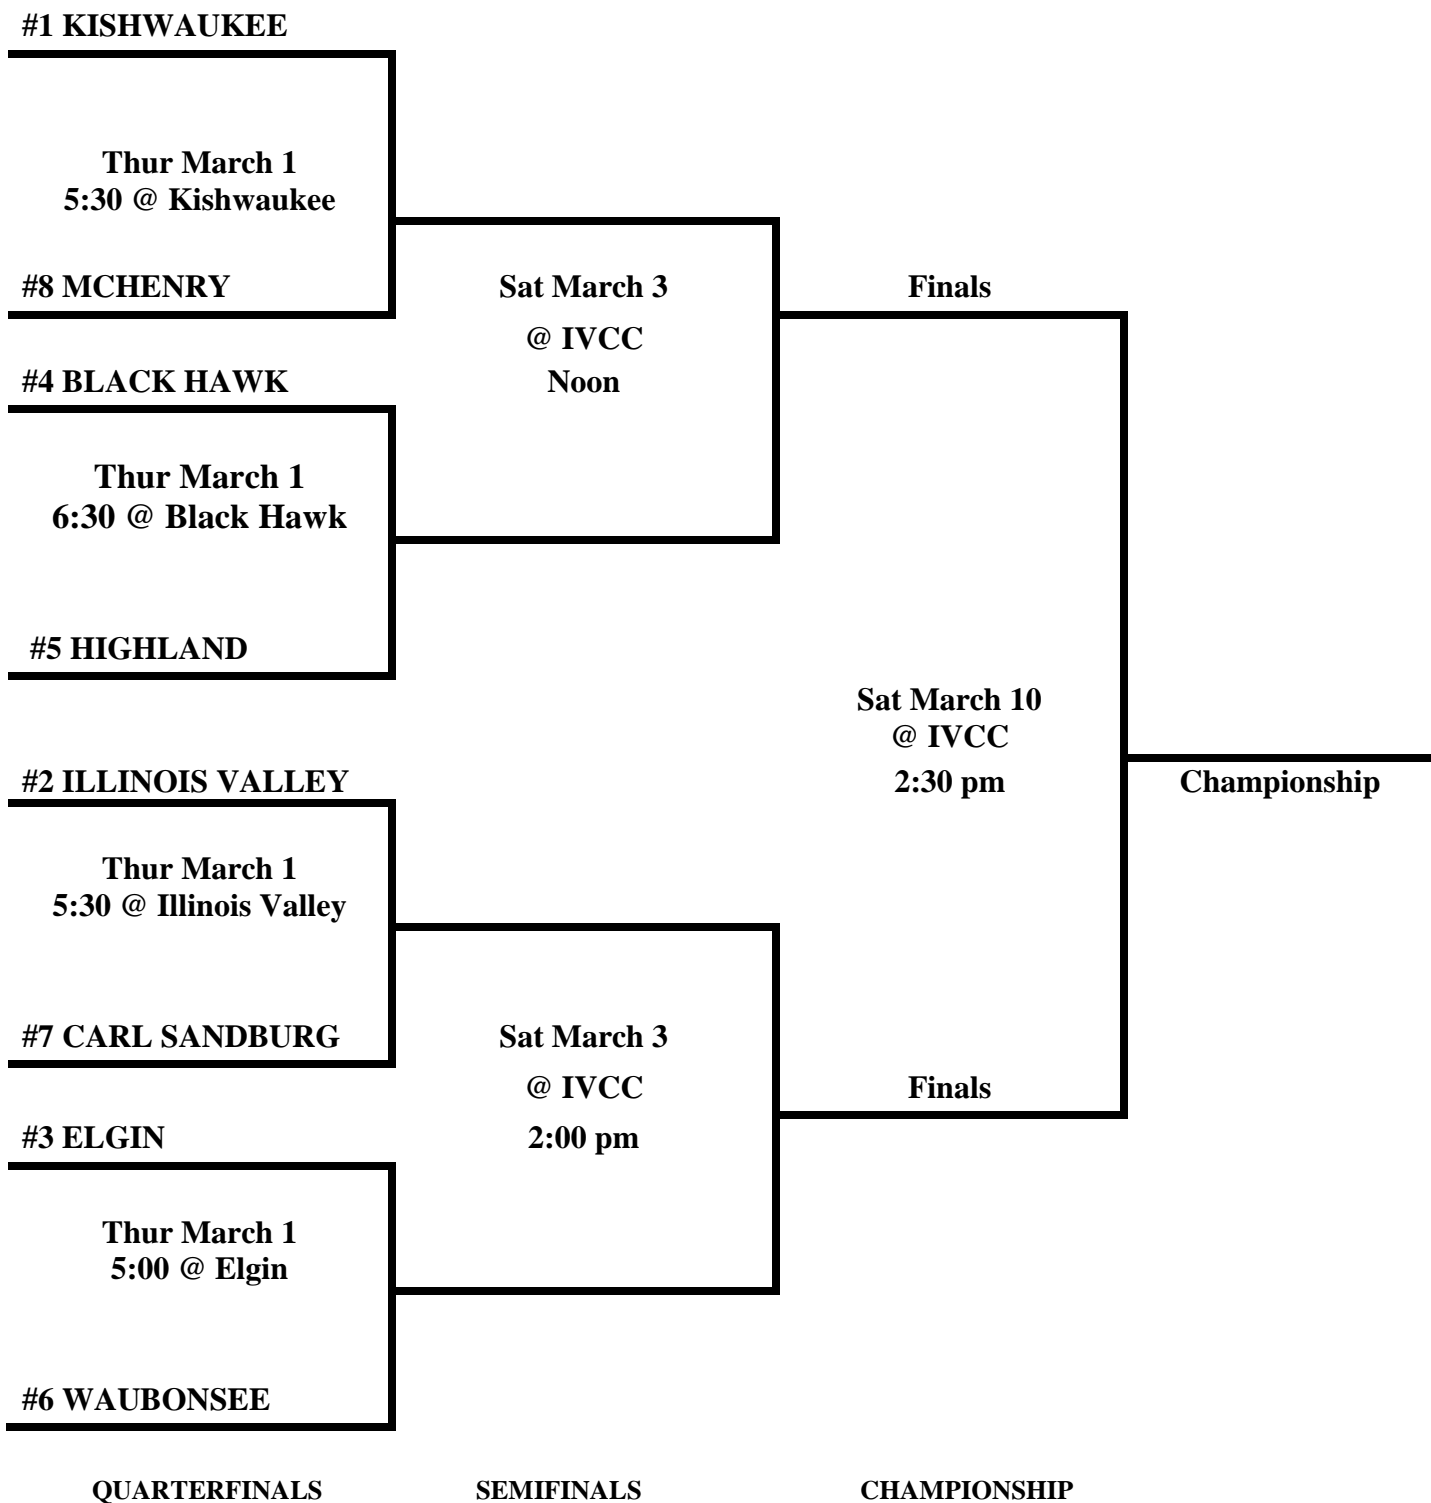 #1 KISHWAUKEE
Thur March 1
5:30 @ Kishwaukee
#8 MCHENRY
#4 BLACK HAWK
Thur March 1
6:30 @ Black Hawk
#5 HIGHLAND
#2 ILLINOIS VALLEY
Thur March 1
5:30 @ Illinois Valley
#7 CARL SANDBURG
#3 ELGIN
Thur March 1
5:00 @ Elgin
#6 WAUBONSEE
QUARTERFINALS
Sat March 3
@ IVCC
Noon
Sat March 3
@ IVCC
2:00 pm
SEMIFINALS
Finals
Sat March 10
@ IVCC
2:30 pm
Finals
CHAMPIONSHIP
Championship